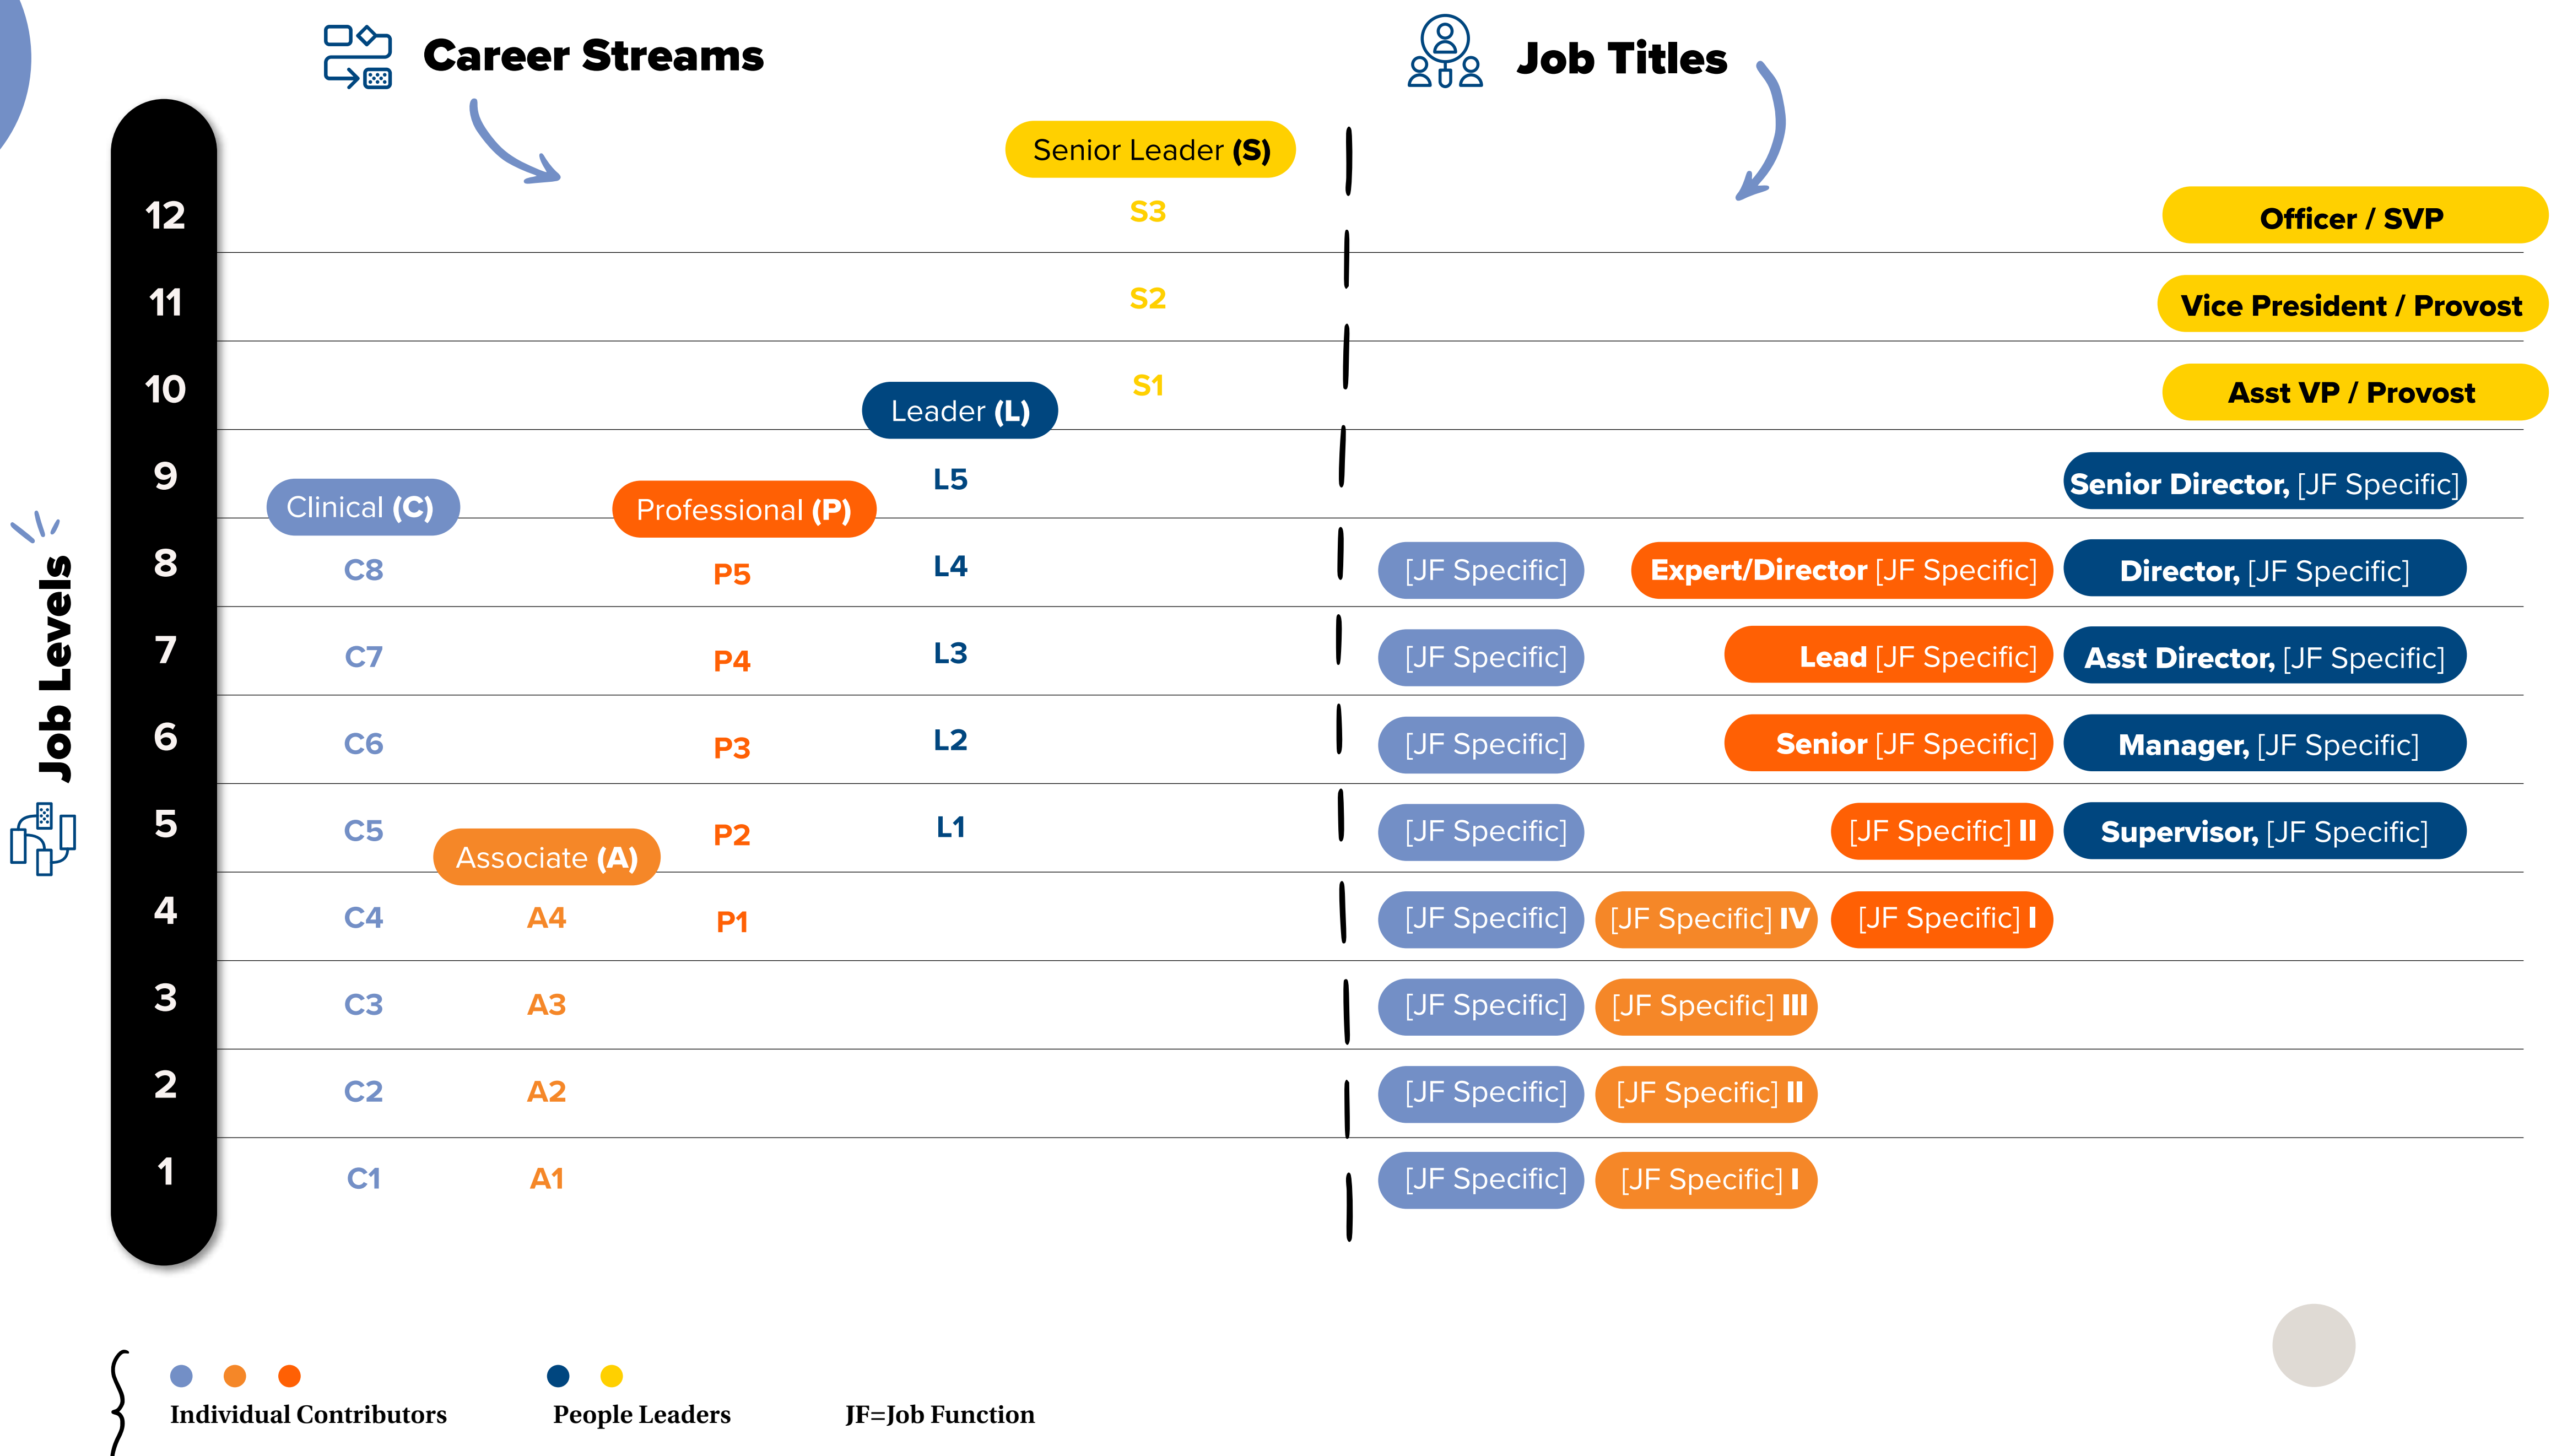 Career Streams
Job Titles
Job Levels
Senior Leader (S)
12
S3
Officer / SVP
11
S2
Vice President / Provost
10
S1
Asst VP / Provost
Leader (L)
9
L5
Senior Director, [JF Specific]
Clinical (C)
Professional (P)
8
C8
P5
L4
[JF Specific]
Expert/Director [JF Specific]
Director, [JF Specific]
7
C7
P4
L3
[JF Specific]
Lead [JF Specific]
Asst Director, [JF Specific]
6
C6
P3
L2
[JF Specific]
Senior [JF Specific]
Manager, [JF Specific]
5
C5
P2
L1
[JF Specific]
[JF Specific] II
Supervisor, [JF Specific]
Associate (A)
4
C4
A4
P1
[JF Specific]
[JF Specific] IV
[JF Specific] I
3
C3
A3
[JF Specific]
[JF Specific] III
2
C2
A2
[JF Specific]
[JF Specific] II
1
C1
A1
[JF Specific]
[JF Specific] I
Individual Contributors
People Leaders
JF=Job Function